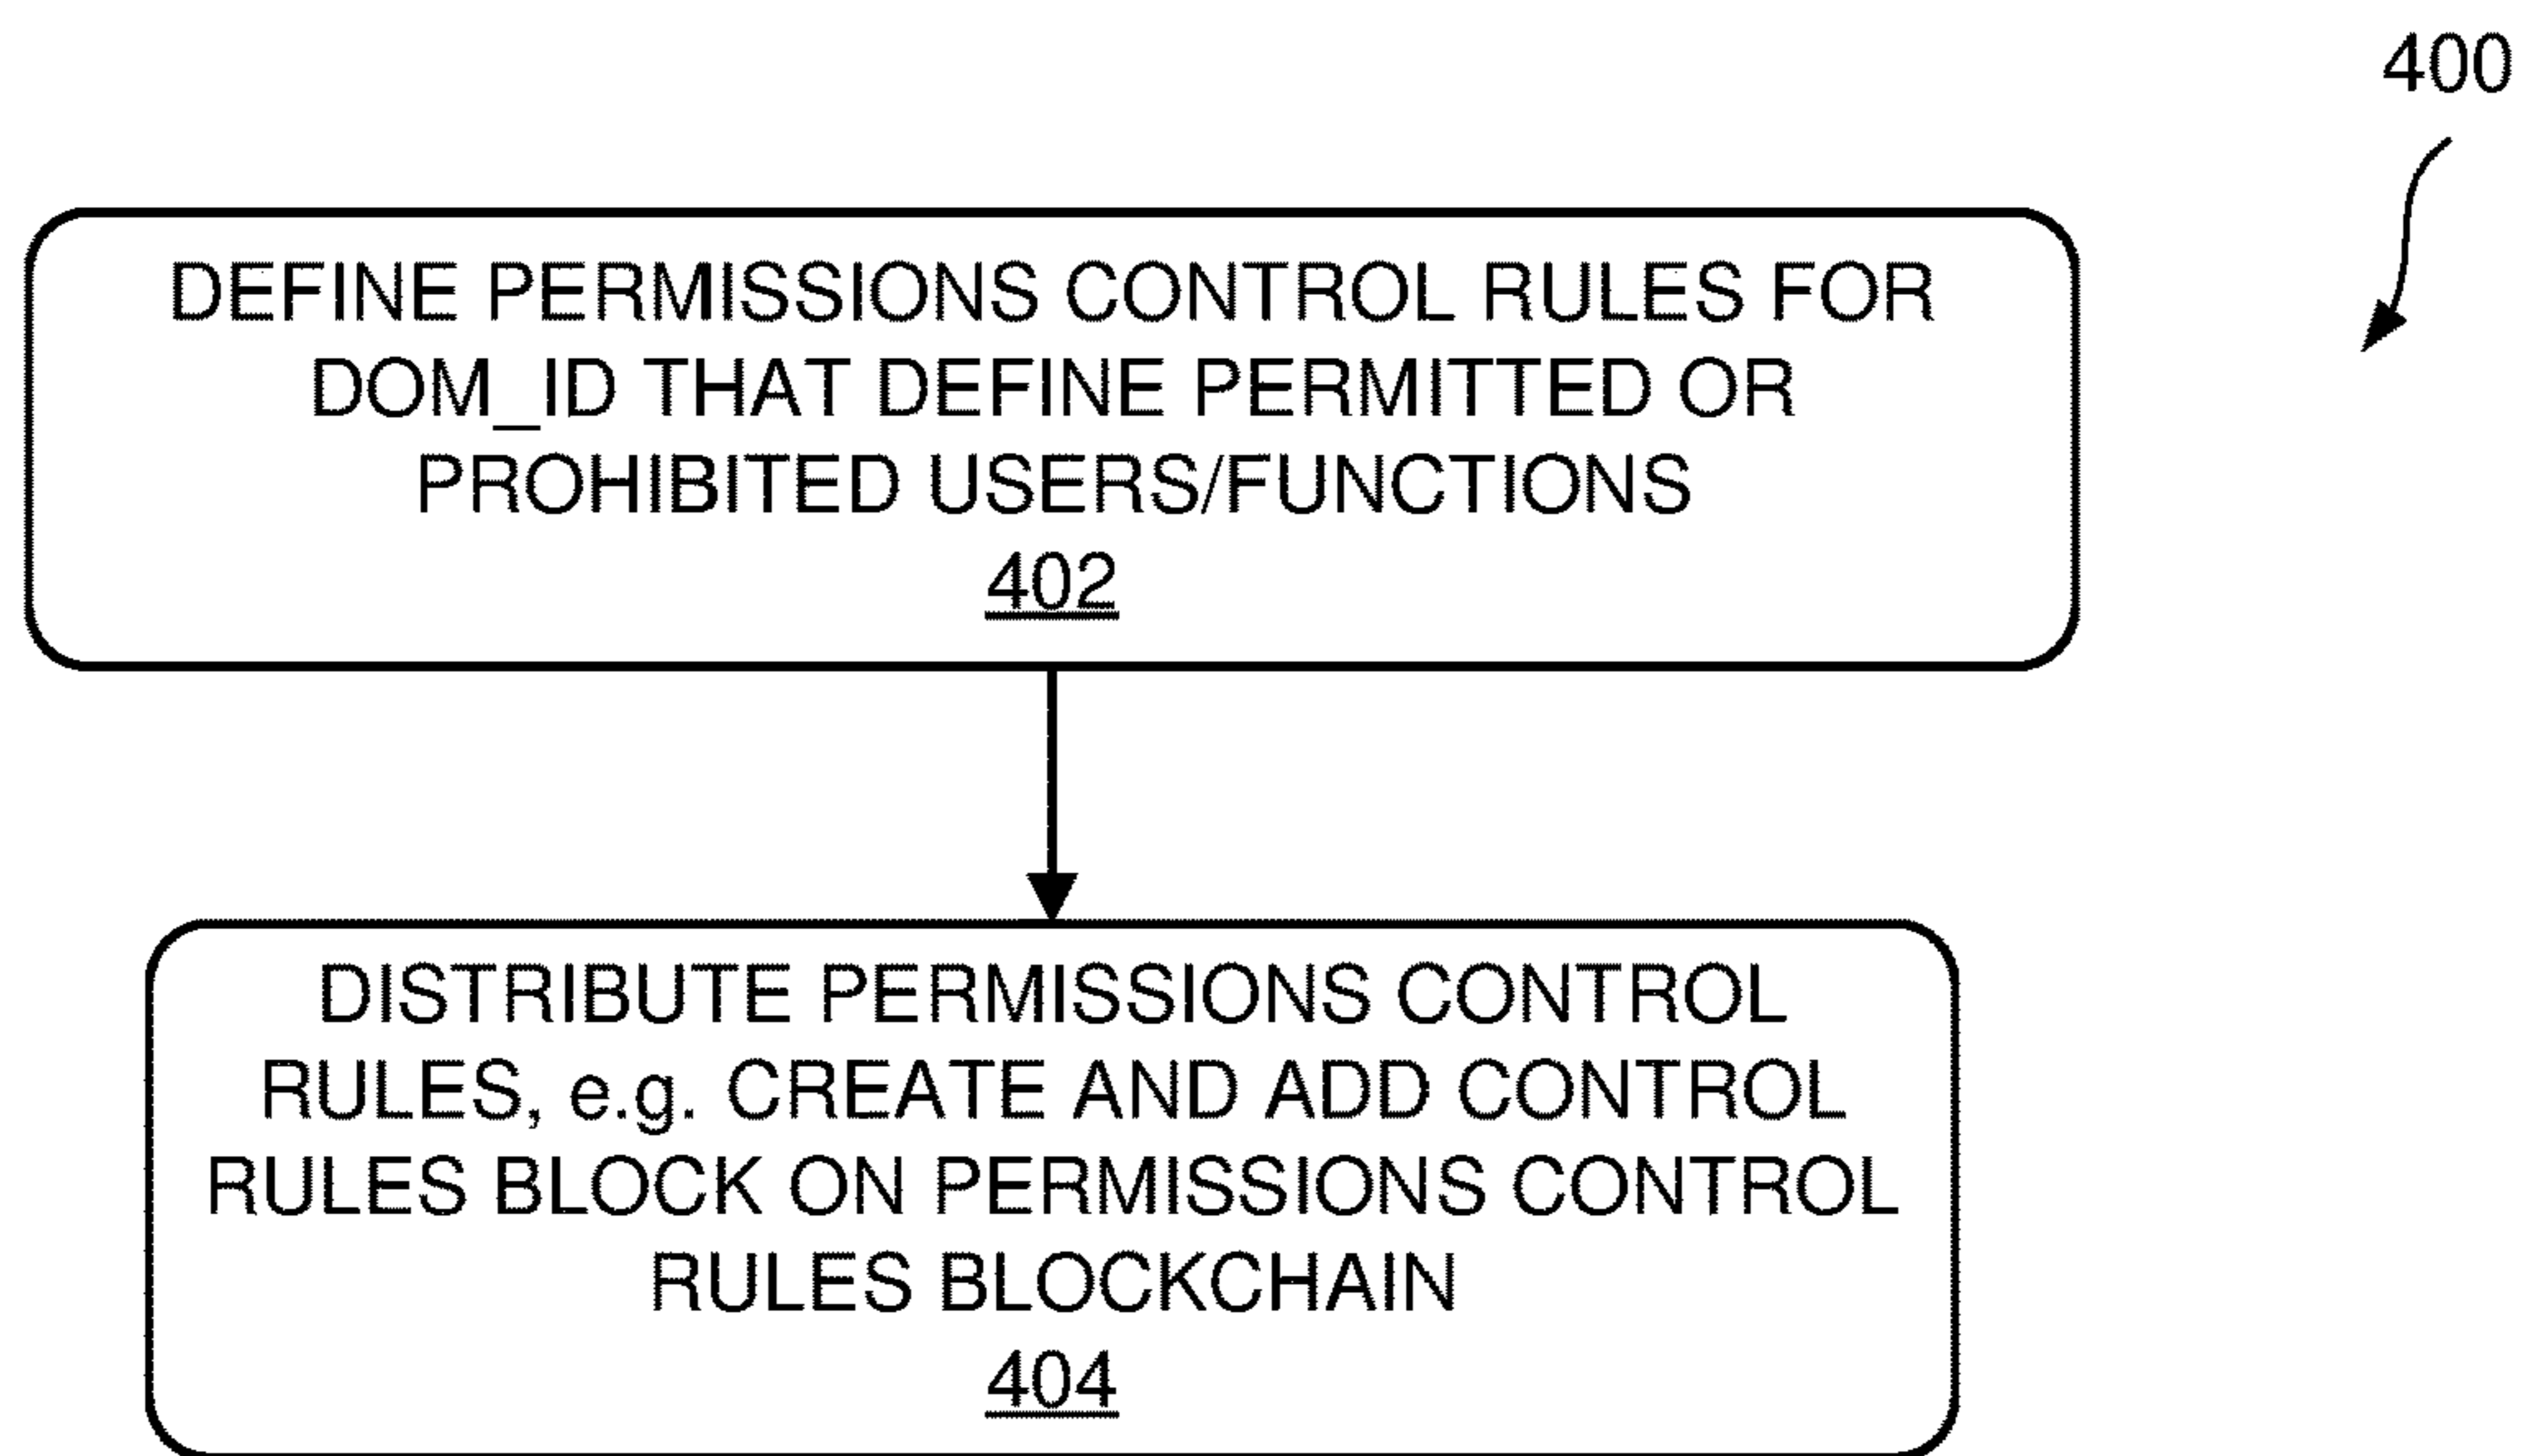 400
DEFINE PERMISSIONS CONTROL RULES FOR
DOM_ID THAT DEFINE PERMITTED OR
PROHIBITED USERS/FUNCTIONS
402
DISTRIBUTE PERMISSIONS CONTROL
RULES, e.g. CREATE AND ADD CONTROL
RULES BLOCK ON PERMISSIONS CONTROL
RULES BLOCKCHAIN
404